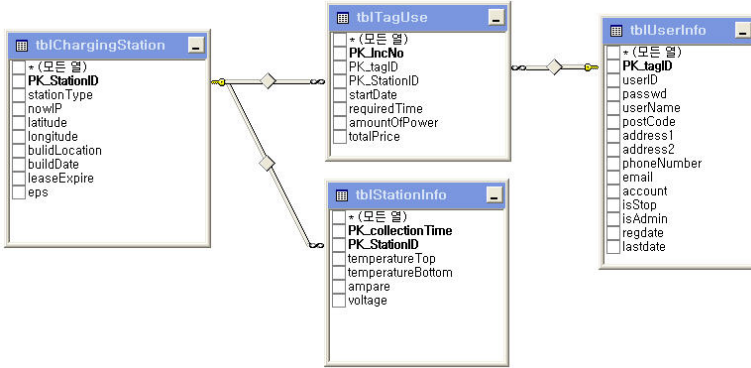 tblChargingStation
* (모든 열)
PK_StationID
stationType
nowIP
latitude
longitude
bulidLocation
buildDate
leaseExpire
eps
tblTagUse
* (모든 열)
PK_IncNo
PK_tagID
PK_StationID
startDate
requiredTime
amountOfPower
totalPrice
tblStationInfo
* (모든 열)
PK_collectionTime
PK_StationID
temperatureTop
temperatureBottom
ampare
voltage
tblUserInfo
* (모든 열)
PK_tagID
userID
passwd
userName
postCode
address1
address2
phoneNumber
email
account
isStop
isAdmin
regdate
lastdate